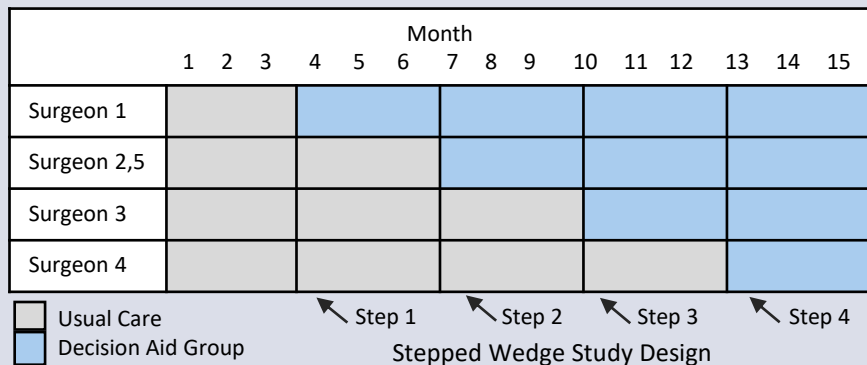 Month
1 2 3 4 5 6 7 8 9 10 11 12 13 14 15
Surgeon 1
Surgeon 2,5
Surgeon 3
Surgeon 4
Step 1 Step 2 Step 3 Step 4
Usual Care
Decision Aid Group
Stepped Wedge Study Design